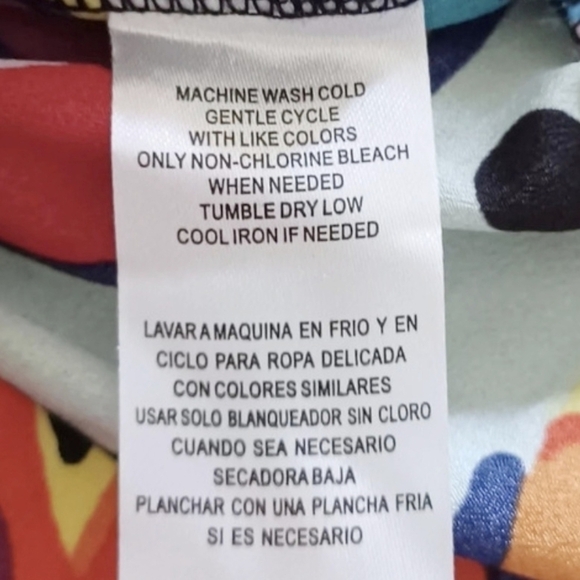 MACHINE WASH COLD
GENTLE CYCLE
WITH LIKE COLORS
ONLY NON-CHLORINE BLEACH
WHEN NEEDED
TUMBLE DRY LOW
COOL IRON IF NEEDED
LAVAR A MAQUINA EN FRIO Y EN
CICLO PARA ROPA DELICADA
CON COLORES SIMILARES
USAR SOLO BLANQUEADOR SIN CLORO
CUANDO SEA NECESARIO
SECADORA BAJA
PLANCHAR CON UNA PLANCHA FRIA
SI ES NECESARIO